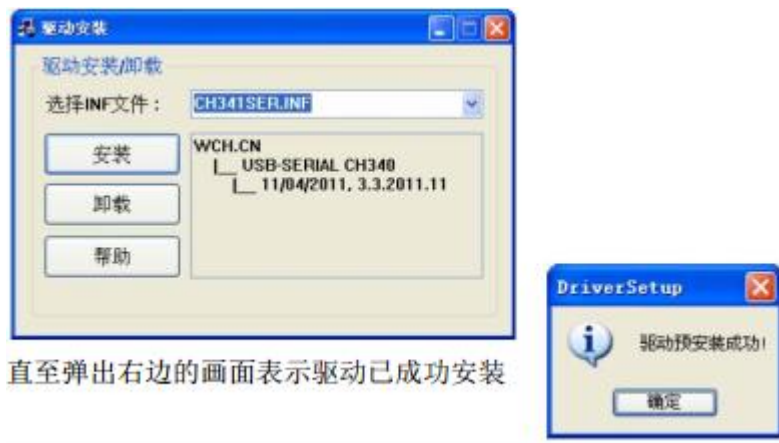 驱动安装
驱动安装/卸载
选择INF文件： CH341SER.INF
安装
卸载
帮助
WCH.CN
|__ USB-SERIAL CH340
|__ 11/04/2011, 3.3.2011.11
直至弹出右边的画面表示驱动已成功安装
DriverSetup
驱动预安装成功!
确定